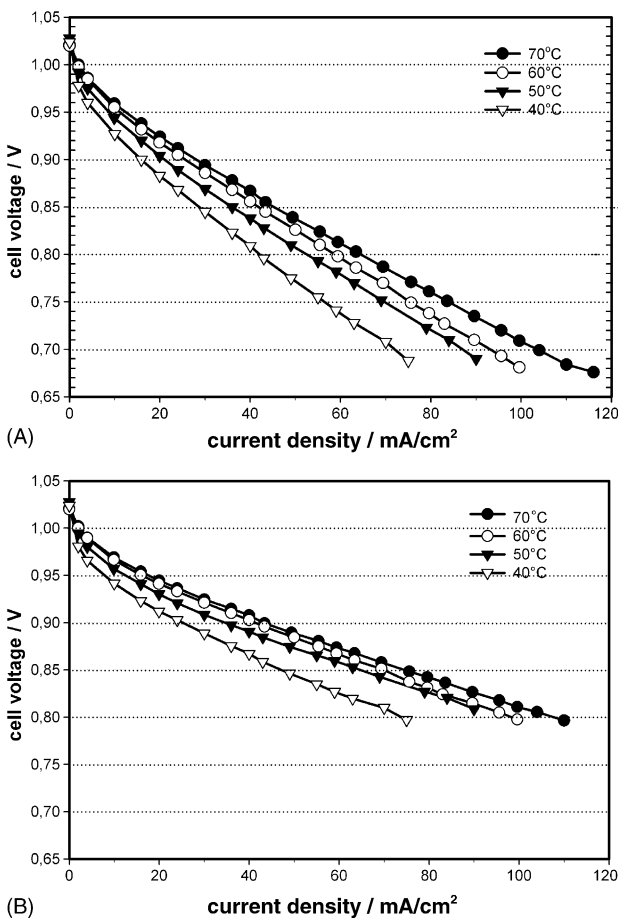 1,05
1,00
0,95
0,90
0,85
0,80
0,75
0,70
0,65
cell voltage / V
70°C
60°C
50°C
40°C
0 20 40 60 80 100 120
(A) current density / mA/cm²
1,05
1,00
0,95
0,90
0,85
0,80
0,75
0,70
0,65
cell voltage / V
70°C
60°C
50°C
40°C
0 20 40 60 80 100 120
(B) current density / mA/cm²